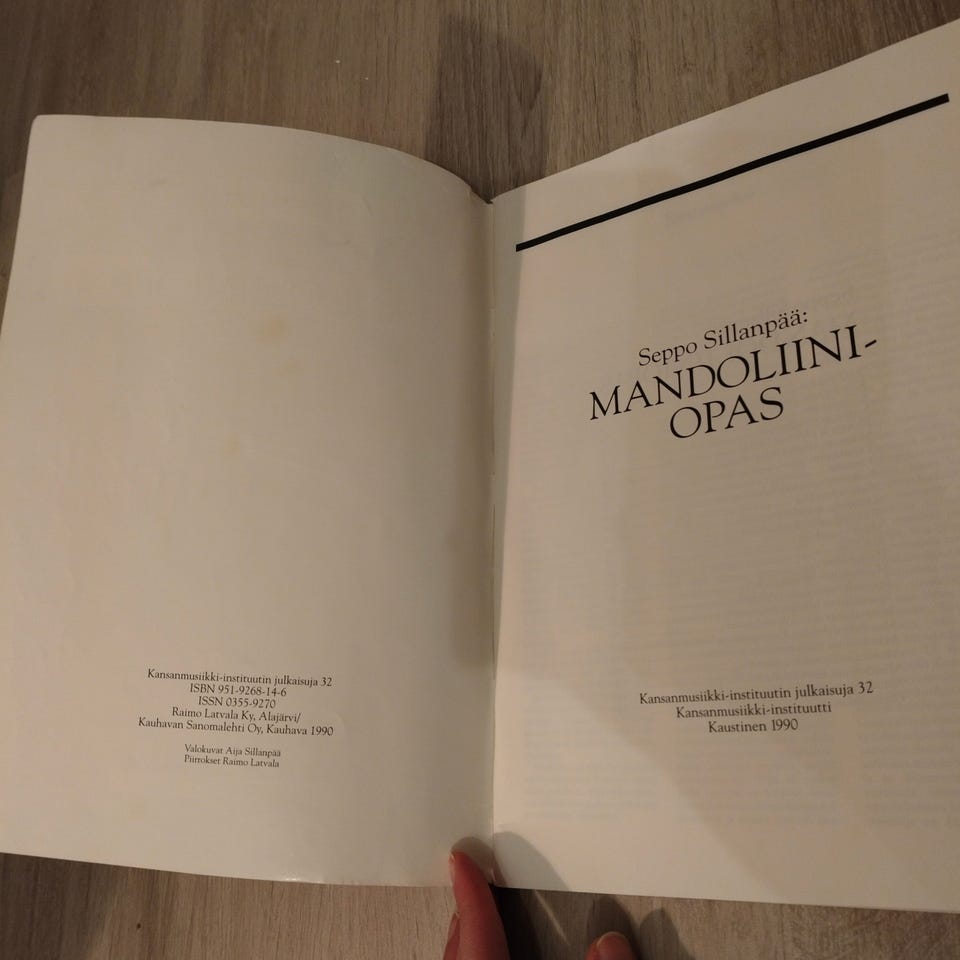 Kansanmusiikki-instituutin julkaisuja 32
ISBN 951-9268-14-6
ISSN 0355-9270
Raimo Latvala Ky, Alajärvi/
Kauhavan Sanomalehti Oy, Kauhava 1990
Valokuvat Aija Sillanpää
Piirrokset Raimo Latvala
Seppo Sillanpää:
MANDOLIINI-
OPAS
Kansanmusiikki-instituutin julkaisuja 32
Kansanmusiikki-instituutti
Kaustinen 1990